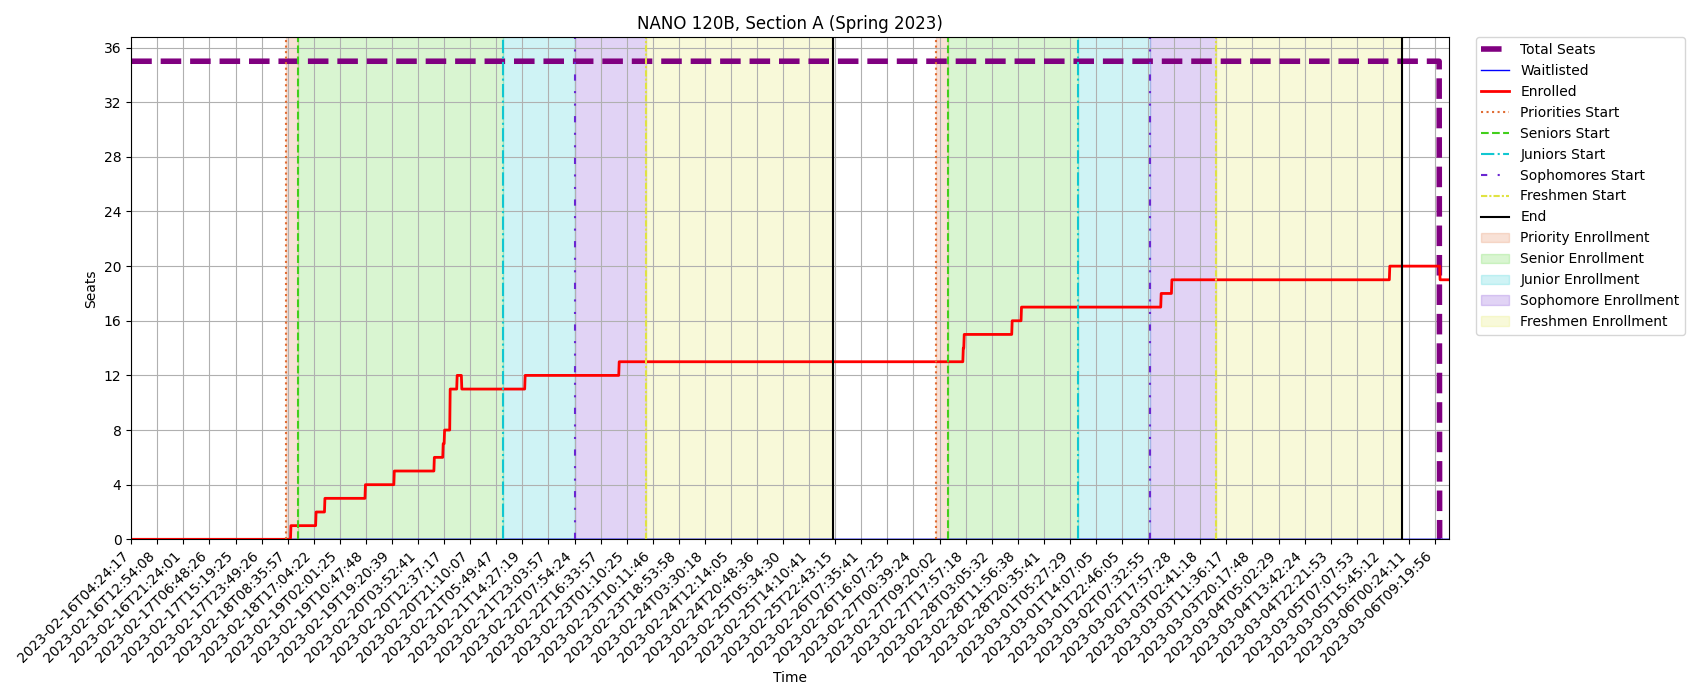 NANO 120B, Section A (Spring 2023)
36
32
28
24
20
16
12
8
4
0
Seats
2023-02-16T04:24:17
2023-02-16T12:54:08
2023-02-16T21:24:01
2023-02-17T06:48:26
2023-02-17T15:19:25
2023-02-17T23:49:26
2023-02-18T08:35:57
2023-02-18T17:04:22
2023-02-19T02:01:25
2023-02-19T10:47:48
2023-02-19T19:20:39
2023-02-20T03:52:41
2023-02-20T12:37:17
2023-02-20T21:10:07
2023-02-21T05:49:47
2023-02-21T14:27:19
2023-02-21T23:03:57
2023-02-22T07:54:24
2023-02-22T16:33:57
2023-02-23T01:10:25
2023-02-23T10:11:46
2023-02-23T18:53:58
2023-02-24T03:30:18
2023-02-24T12:14:05
2023-02-24T20:48:36
2023-02-25T05:34:30
2023-02-25T14:10:41
2023-02-25T22:43:15
2023-02-26T07:35:41
2023-02-26T16:07:25
2023-02-27T00:39:24
2023-02-27T09:20:02
2023-02-27T17:57:18
2023-02-28T03:05:32
2023-02-28T11:56:38
2023-02-28T20:35:41
2023-03-01T05:27:29
2023-03-01T14:07:05
2023-03-01T22:46:05
2023-03-02T07:32:55
2023-03-02T17:57:28
2023-03-03T02:41:18
2023-03-03T11:36:17
2023-03-03T20:17:48
2023-03-04T05:02:29
2023-03-04T13:42:24
2023-03-04T22:21:53
2023-03-05T07:07:53
2023-03-05T15:45:12
2023-03-06T00:24:11
2023-03-06T09:19:56
Time
Total Seats
Waitlisted
Enrolled
Priorities Start
Seniors Start
Juniors Start
Sophomores Start
Freshmen Start
End
Priority Enrollment
Senior Enrollment
Junior Enrollment
Sophomore Enrollment
Freshmen Enrollment